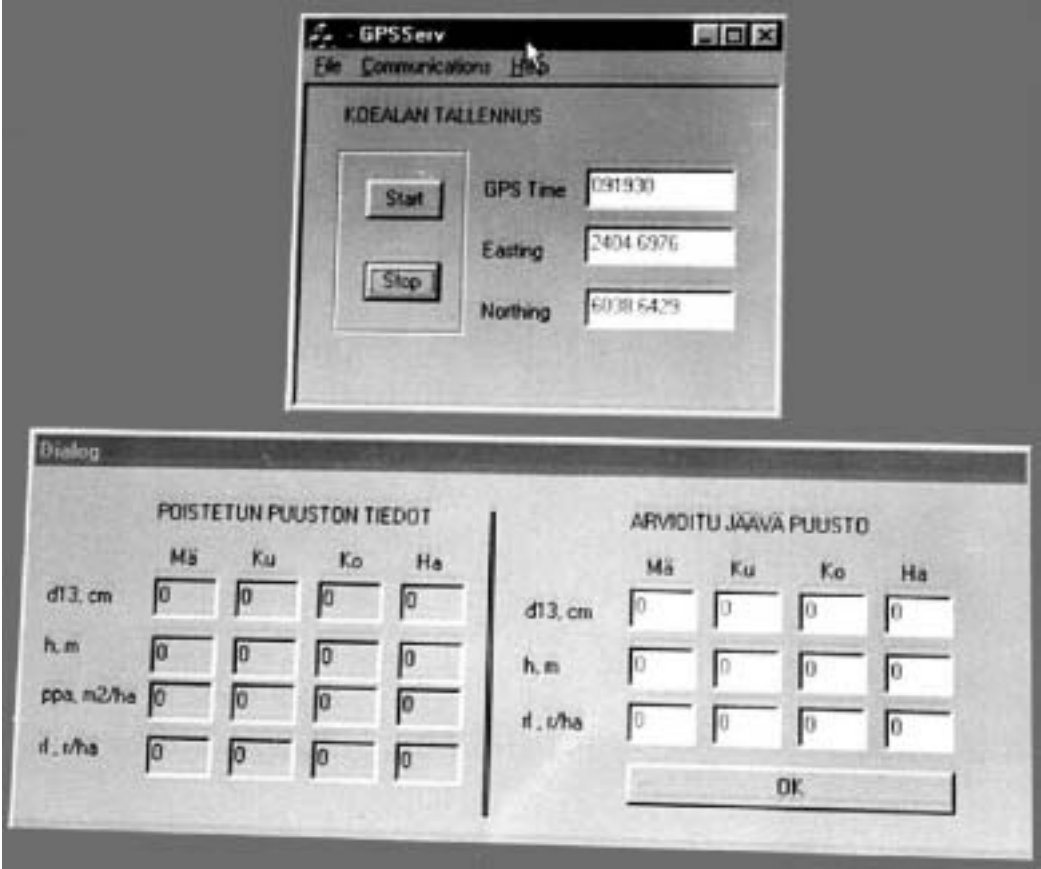 - GPSServ
File Communications Help
KOEALAN TALLENNUS
Start
Stop
GPS Time 091930
Easting 2404.6976
Northing 6038.6429
Dialog
POISTETUN PUUSTON TIEDOT
Mä Ku Ko Ha
d13, cm 0 0 0 0
h, m 0 0 0 0
ppa, m2/ha 0 0 0 0
rl , r/ha 0 0 0 0
ARVIOITU JÄÄVÄ PUUSTO
Mä Ku Ko Ha
d13, cm 0 0 0 0
h, m 0 0 0 0
rl , r/ha 0 0 0 0
OK